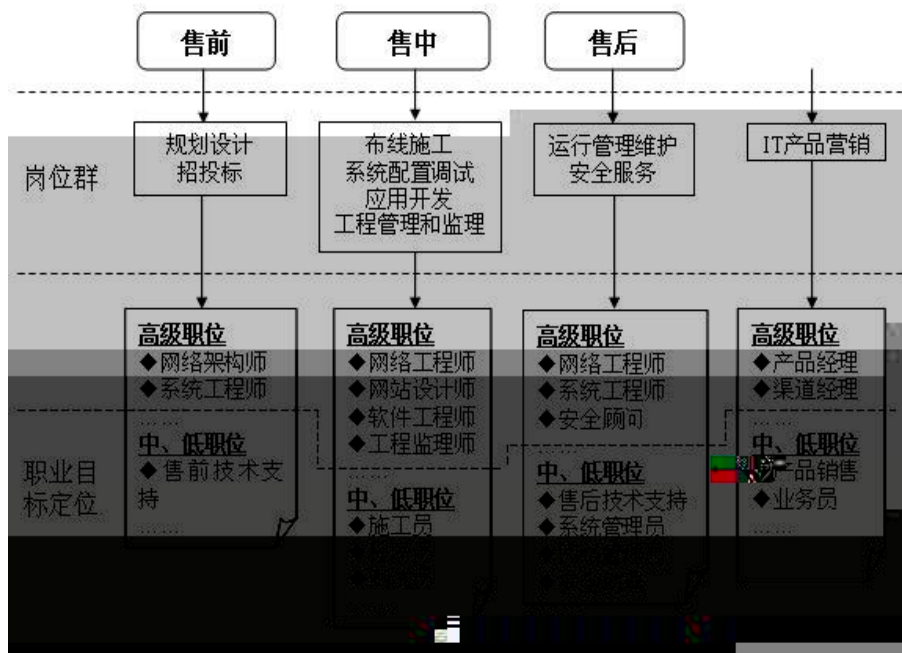 售前
售中
售后
岗位群
规划设计
招投标
布线施工
系统配置调试
应用开发
工程管理和监理
运行管理维护
安全服务
IT产品营销
职业目
标定位
高级职位
◆网络架构师
◆系统工程师
……
中、低职位
◆售前技术支
持
……
高级职位
◆网络工程师
◆网站设计师
◆软件工程师
◆工程监理师
……
中、低职位
◆施工员
高级职位
◆网络工程师
◆系统工程师
◆安全顾问
……
中、低职位
◆售后技术支持
◆系统管理员
高级职位
◆产品经理
◆渠道经理
……
中、低职位
产品销售
◆业务员
……